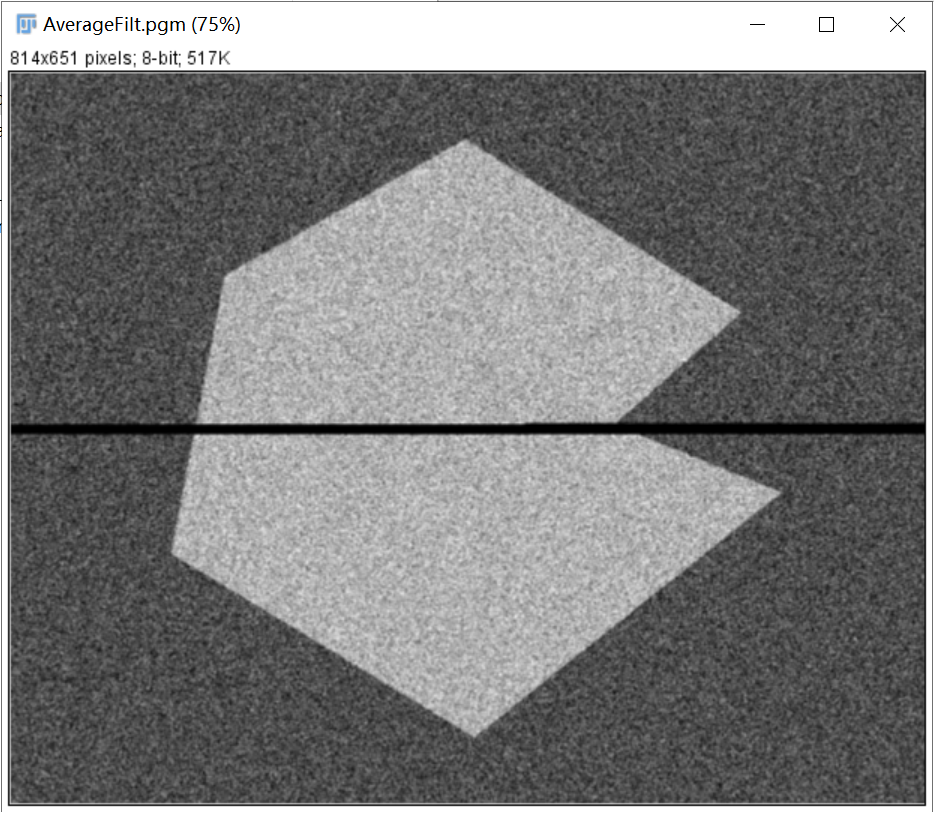 AverageFilt.pgm (75%)
814x651 pixels; 8-bit; 517K